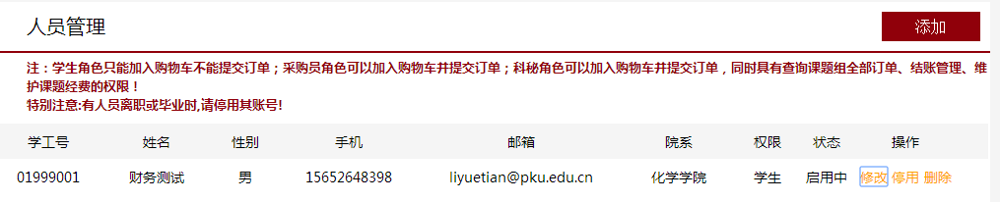 人员管理 添加
注：学生角色只能加入购物车不能提交订单；采购员角色可以加入购物车并提交订单；科秘角色可以加入购物车并提交订单，同时具有查询课题组全部订单、结账管理、维
护课题经费的权限！
特别注意:有人员离职或毕业时,请停用其账号!
学工号 姓名 性别 手机 邮箱 院系 权限 状态 操作
01999001 财务测试 男 15652648398 liyuetian@pku.edu.cn 化学学院 学生 启用中 修改 停用 删除